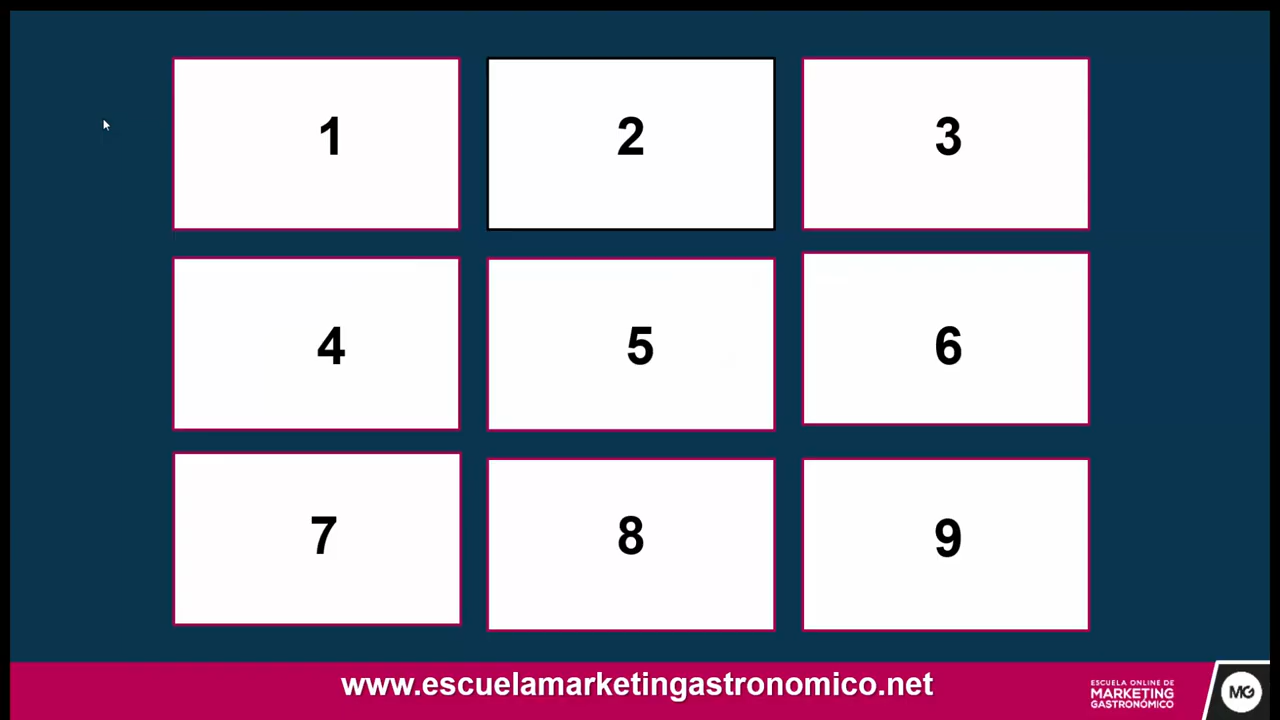 1
2
3
4
5
6
7
8
9
www.escuelamarketingastronomico.net
ESCUELA ONLINE DE
MARKETING
GASTRONÓMICO
MG